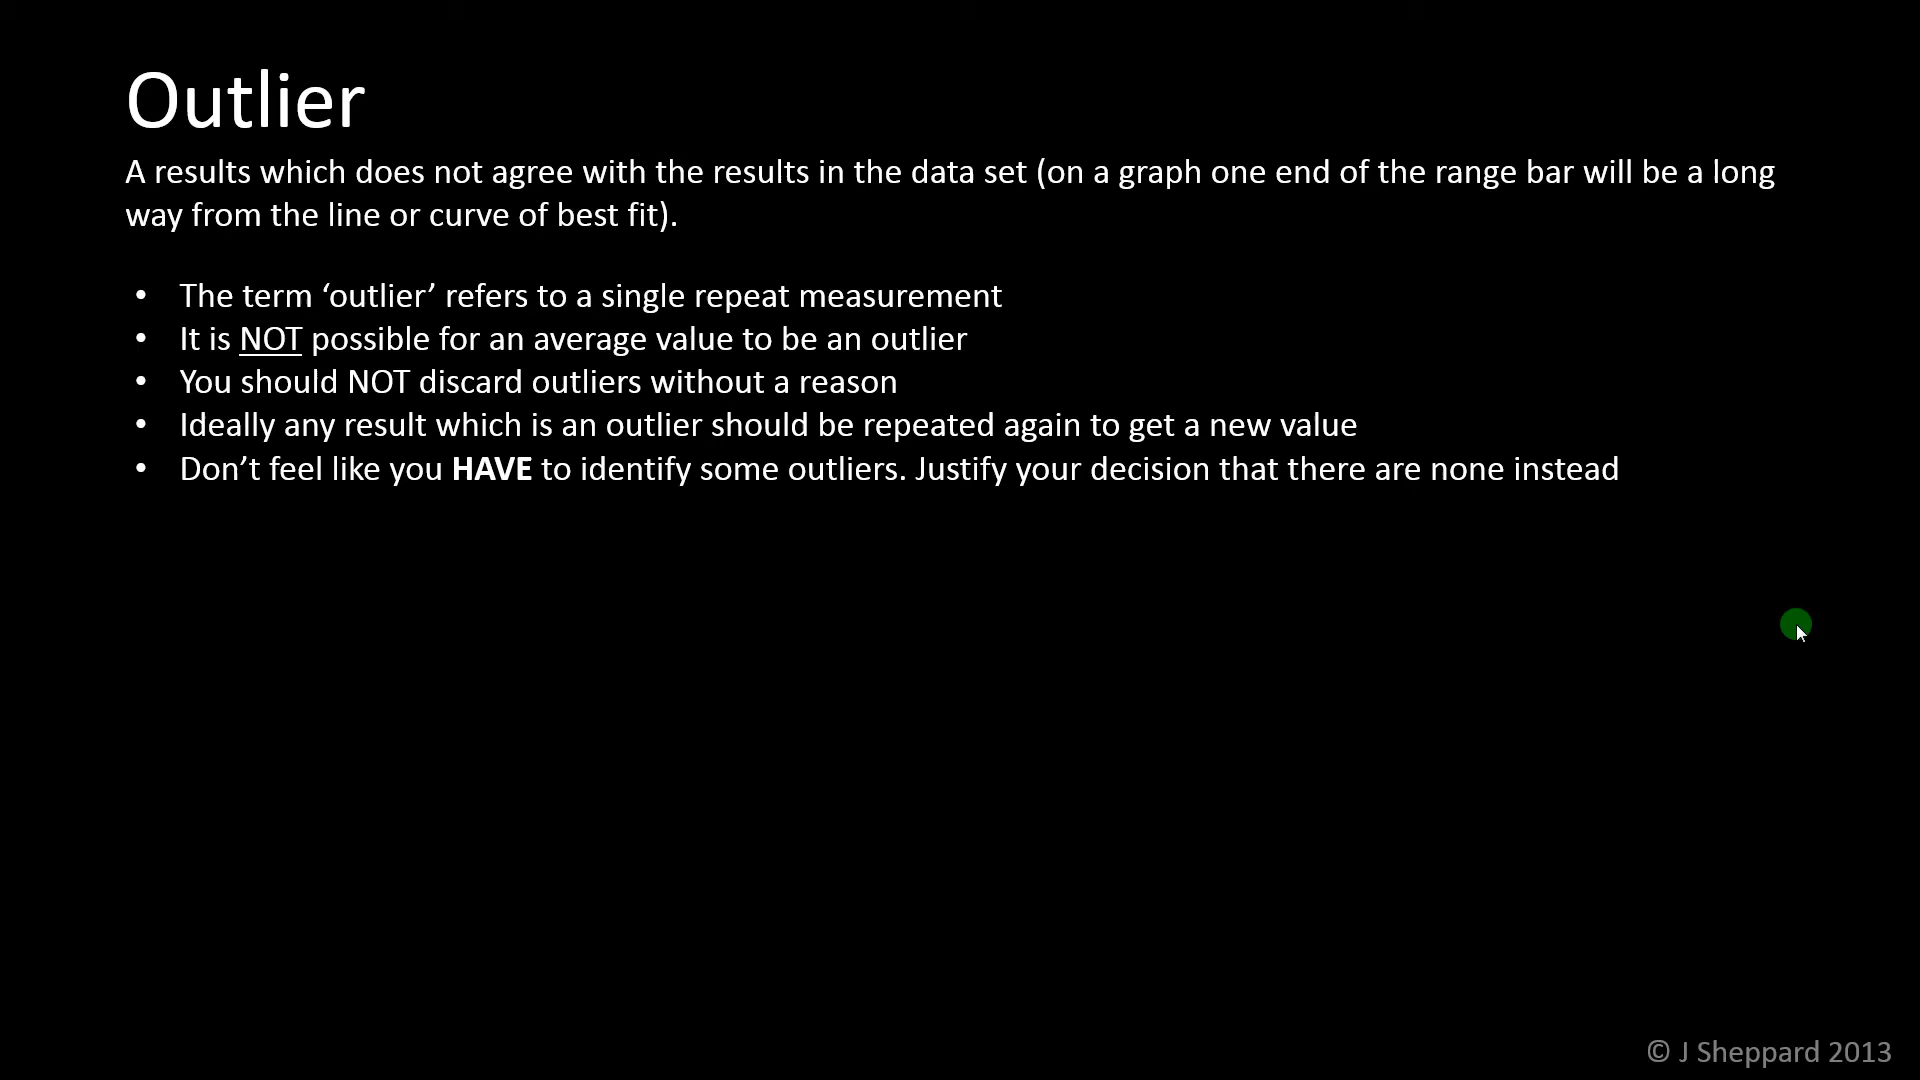 Outlier
A results which does not agree with the results in the data set (on a graph one end of the range bar will be a long
way from the line or curve of best fit).
• The term ‘outlier’ refers to a single repeat measurement
• It is NOT possible for an average value to be an outlier
• You should NOT discard outliers without a reason
• Ideally any result which is an outlier should be repeated again to get a new value
• Don’t feel like you HAVE to identify some outliers. Justify your decision that there are none instead
© J Sheppard 2013